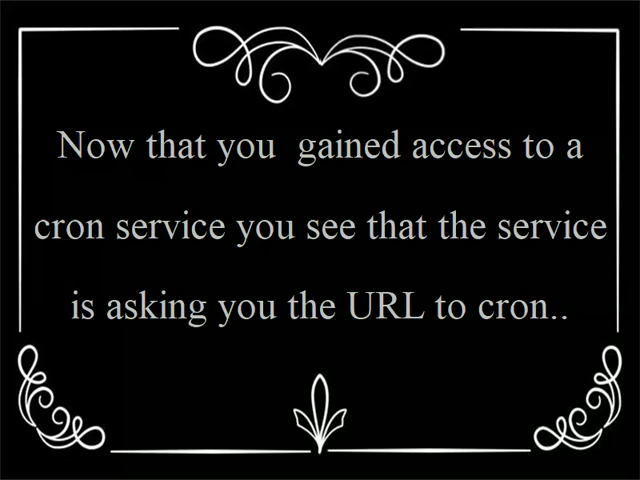 Now that you  gained access to a
cron service you see that the service
is asking you the URL to cron..